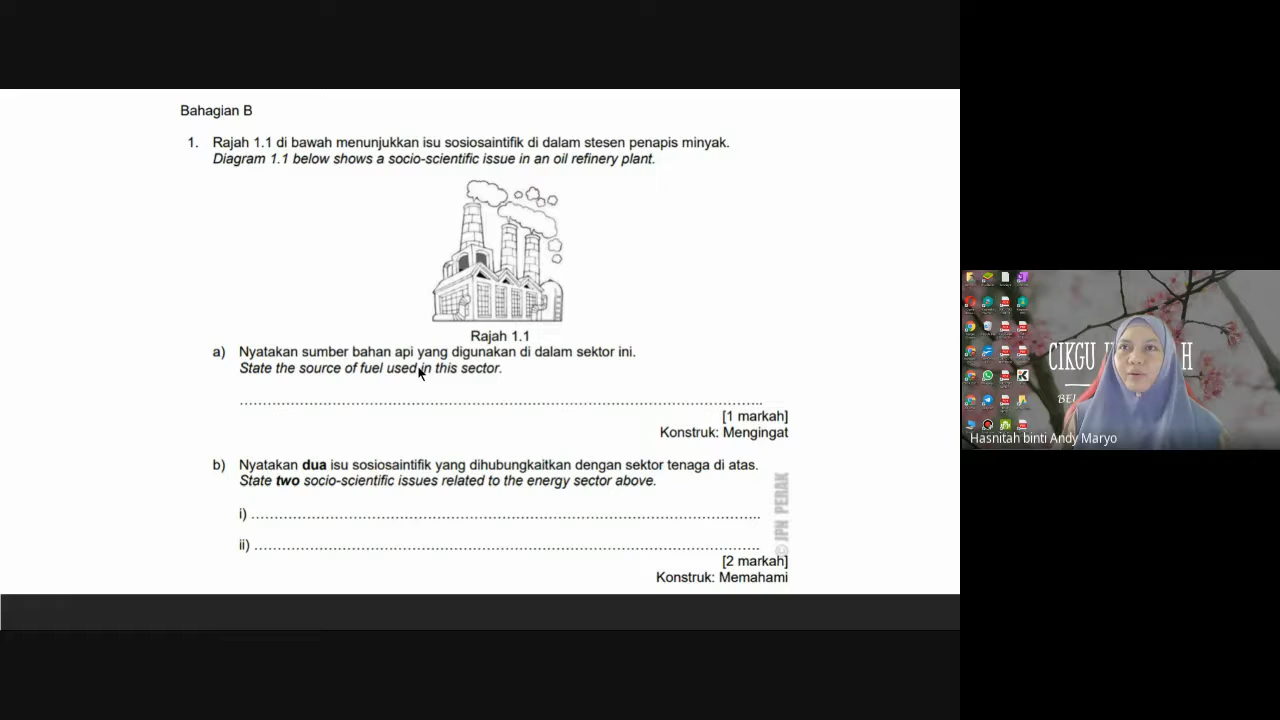 Bahagian B
1. Rajah 1.1 di bawah menunjukkan isu sosiosaintifik di dalam stesen penapis minyak.
Diagram 1.1 below shows a socio-scientific issue in an oil refinery plant.
Rajah 1.1
a) Nyatakan sumber bahan api yang digunakan di dalam sektor ini.
State the source of fuel used in this sector.
[1 markah]
Konstruk: Mengingat
b) Nyatakan dua isu sosiosaintifik yang dihubungkaitkan dengan sektor tenaga di atas.
State two socio-scientific issues related to the energy sector above.
i)
ii)
[2 markah]
Konstruk: Memahami
© JPN PERAK
CIKGU H
BEL
Hasnitah binti Andy Maryo